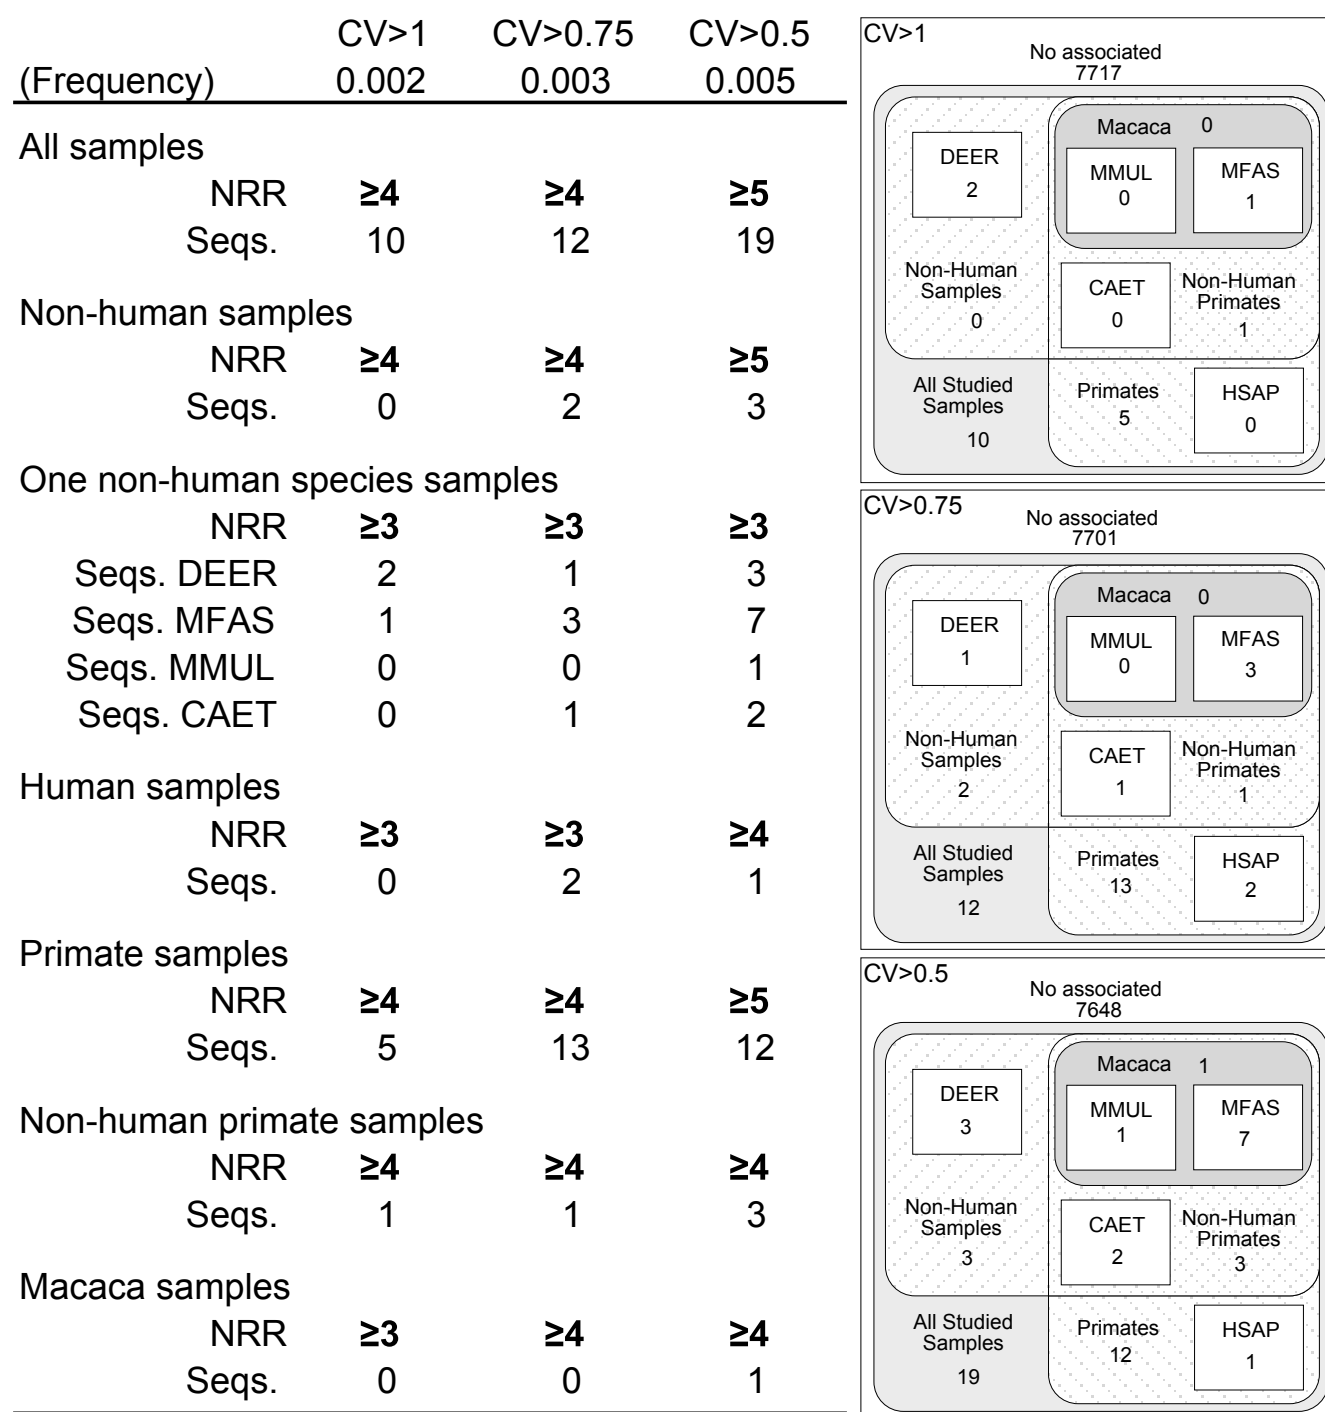 CV>1 CV>0.75 CV>0.5
(Frequency) 0.002 0.003 0.005
All samples
NRR ≥4 ≥4 ≥5
Seqs. 10 12 19
Non-human samples
NRR ≥4 ≥4 ≥5
Seqs. 0 2 3
One non-human species samples
NRR ≥3 ≥3 ≥3
Seqs. DEER 2 1 3
Seqs. MFAS 1 3 7
Seqs. MMUL 0 0 1
Seqs. CAET 0 1 2
Human samples
NRR ≥3 ≥3 ≥4
Seqs. 0 2 1
Primate samples
NRR ≥4 ≥4 ≥5
Seqs. 5 13 12
Non-human primate samples
NRR ≥4 ≥4 ≥4
Seqs. 1 1 3
Macaca samples
NRR ≥3 ≥4 ≥4
Seqs. 0 0 1
CV>1
No associated
7717
Macaca 0
DEER
2
MMUL
0
MFAS
1
Non-Human
Samples
0
CAET
0
Non-Human
Primates
1
All Studied
Samples
10
Primates
5
HSAP
0
CV>0.75
No associated
7701
Macaca 0
DEER
1
MMUL
0
MFAS
3
Non-Human
Samples
2
CAET
1
Non-Human
Primates
1
All Studied
Samples
12
Primates
13
HSAP
2
CV>0.5
No associated
7648
Macaca 1
DEER
3
MMUL
1
MFAS
7
Non-Human
Samples
3
CAET
2
Non-Human
Primates
3
All Studied
Samples
19
Primates
12
HSAP
1